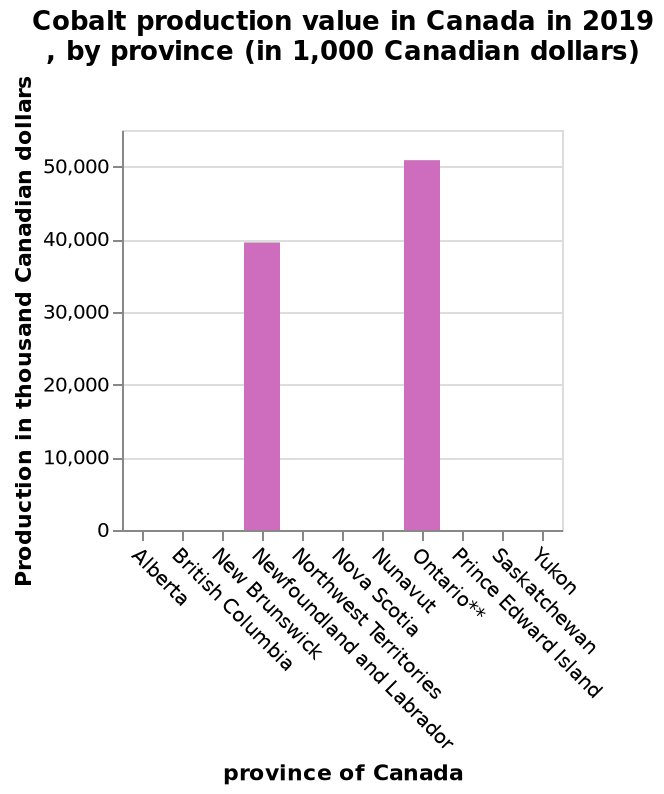 Cobalt production value in Canada in 2019
, by province (in 1,000 Canadian dollars)
Production in thousand Canadian dollars
50,000
40,000
30,000
20,000
10,000
0
Alberta
British Columbia
New Brunswick
Newfoundland and Labrador
Northwest Territories
Nova Scotia
Nunavut
Ontario**
Prince Edward Island
Saskatchewan
Yukon
province of Canada